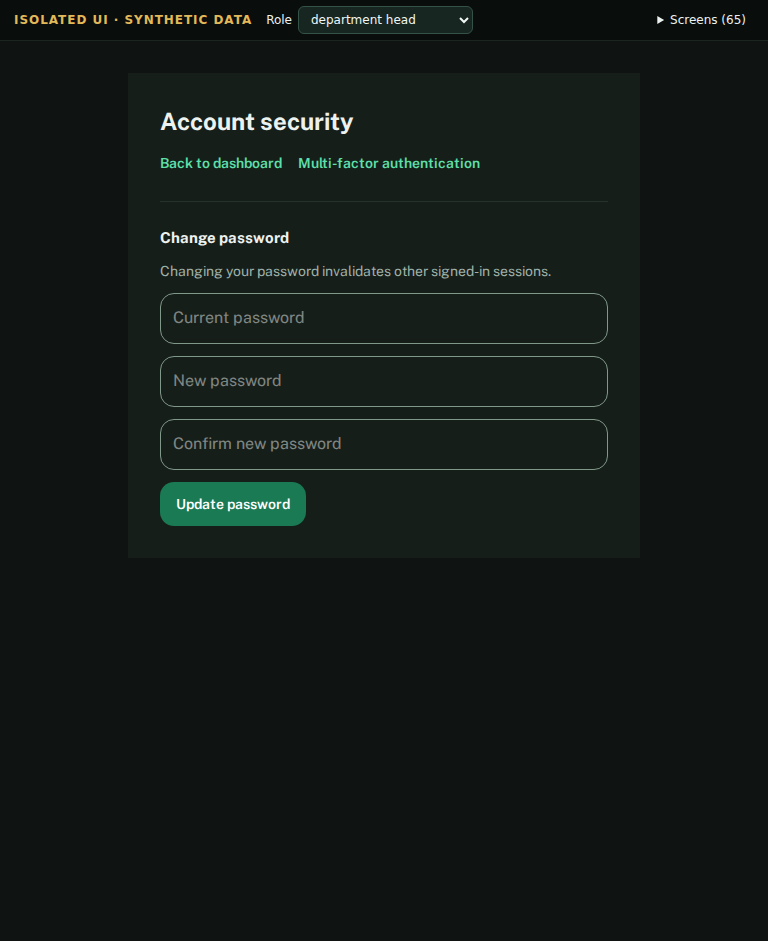 ISOLATED UI · SYNTHETIC DATA Role department head ▶ Screens (65)
Account security
Back to dashboard Multi-factor authentication
Change password
Changing your password invalidates other signed-in sessions.
Current password
New password
Confirm new password
Update password